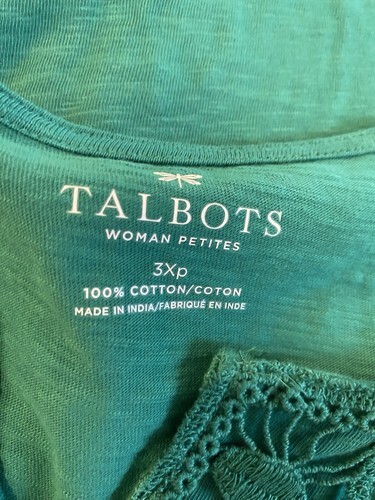 TALBOTS
WOMAN PETITES
3Xp
100% COTTON/COTON
MADE IN INDIA/FABRIQUÉ EN INDE